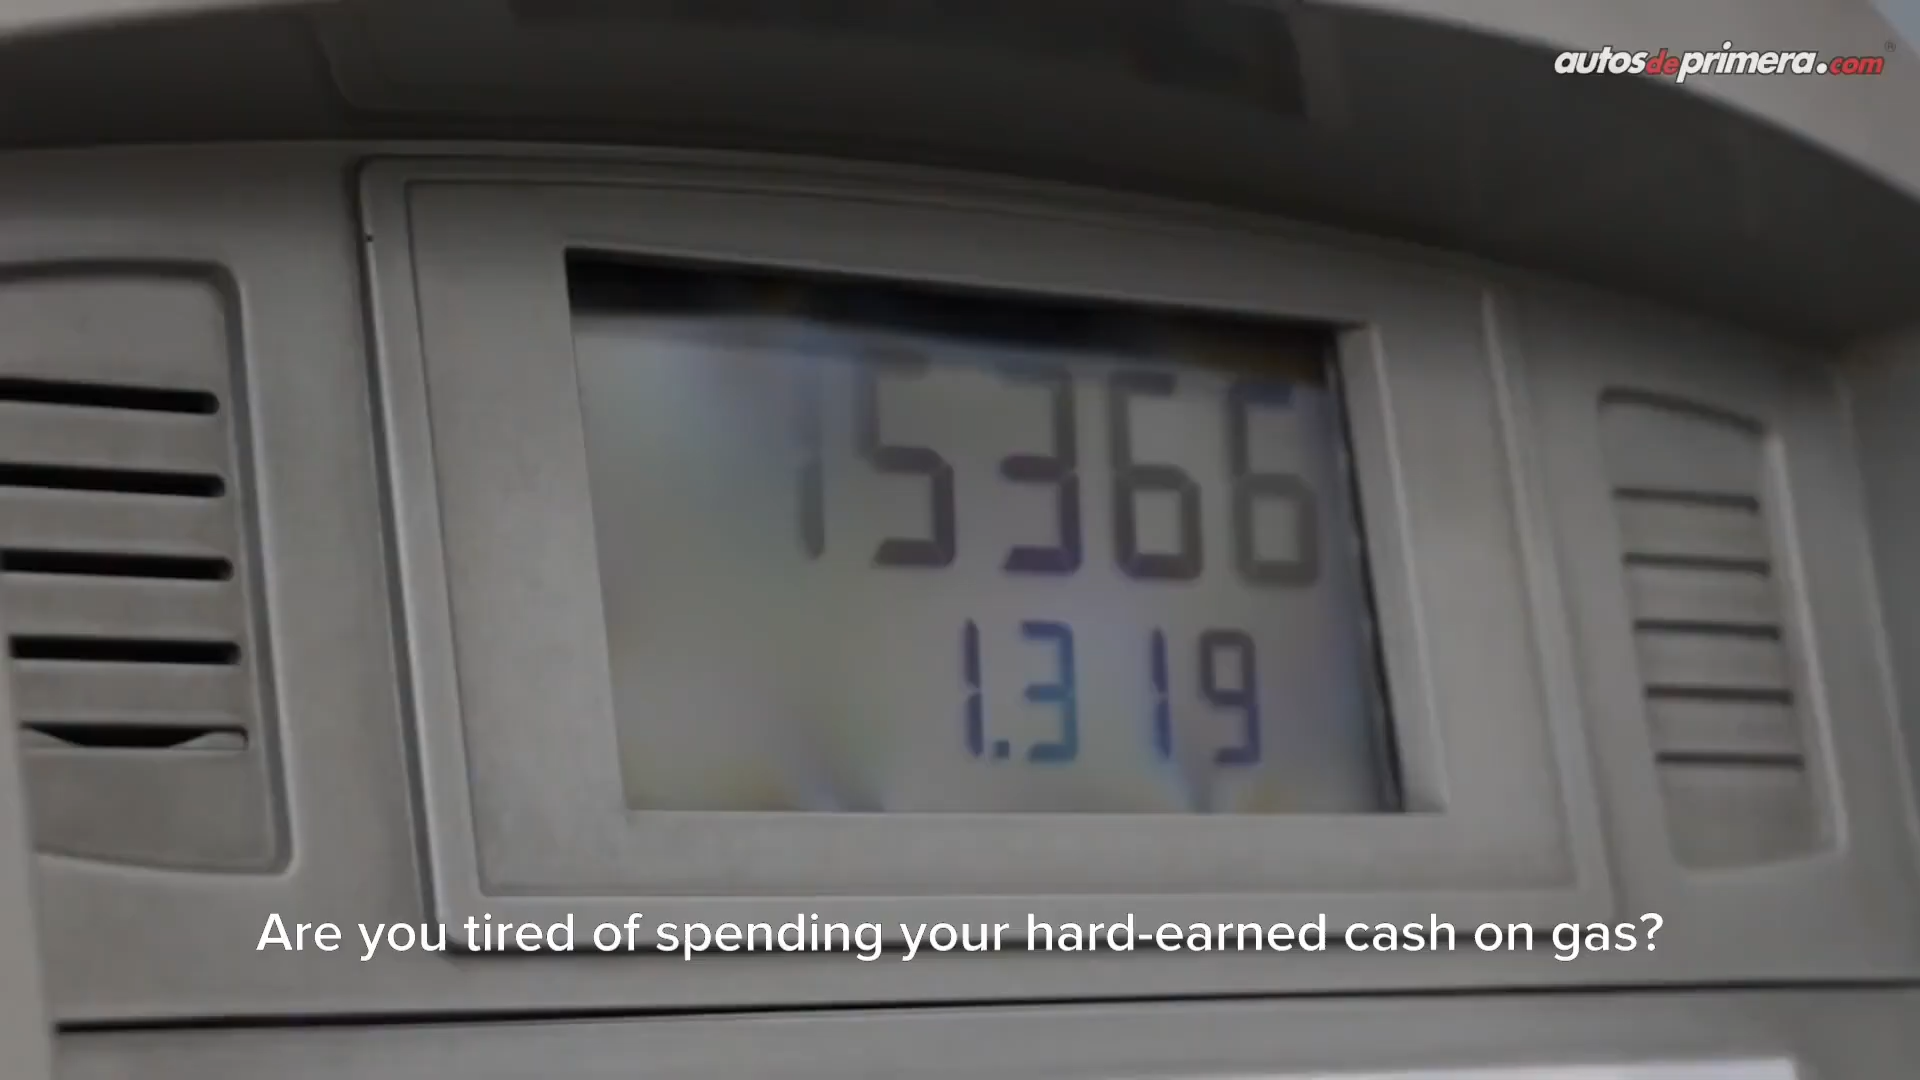 autosdeprimera.com®
15366
1.319
Are you tired of spending your hard-earned cash on gas?